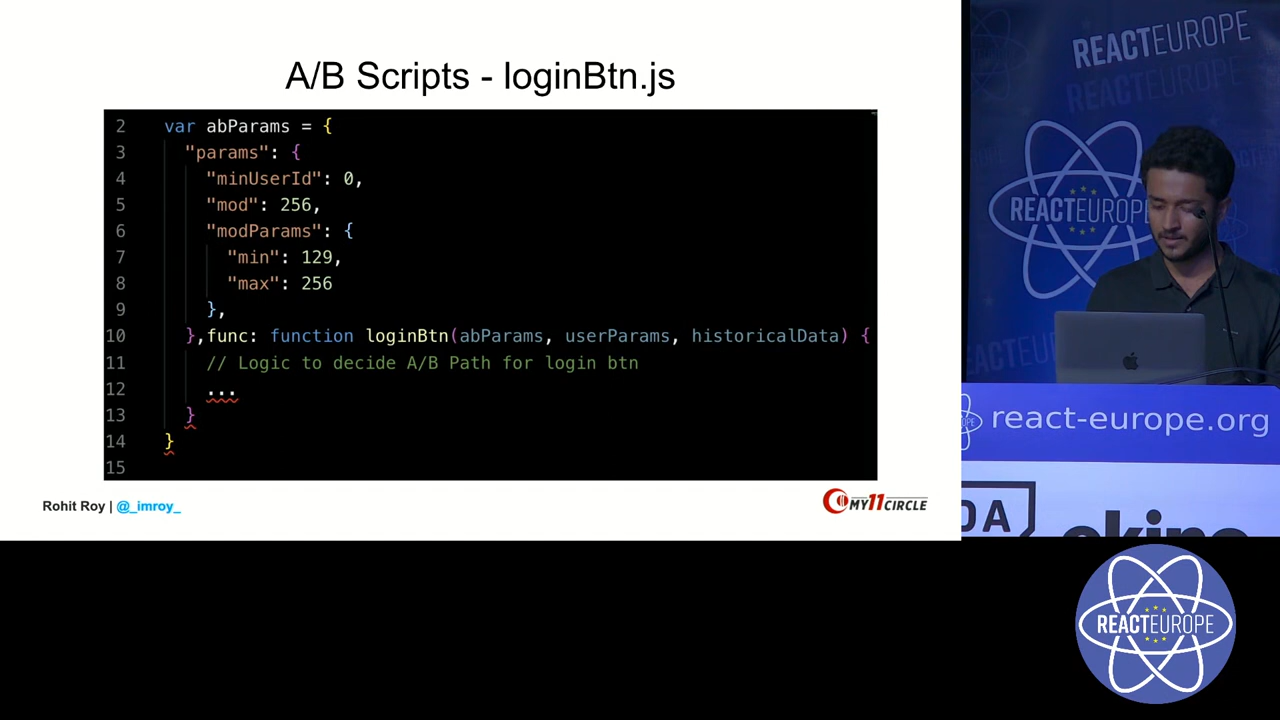 A/B Scripts - loginBtn.js
2 var abParams = {
3 "params": {
4 "minUserId": 0,
5 "mod": 256,
6 "modParams": {
7 "min": 129,
8 "max": 256
9 },
10 },func: function loginBtn(abParams, userParams, historicalData) {
11 // Logic to decide A/B Path for login btn
12 ...
13 }
14 }
15
Rohit Roy | @_imroy_
MY11CIRCLE
REACTEUROPE
REACTEUROPE
REACTEUROPE
react-europe.org
REACTEUROPE